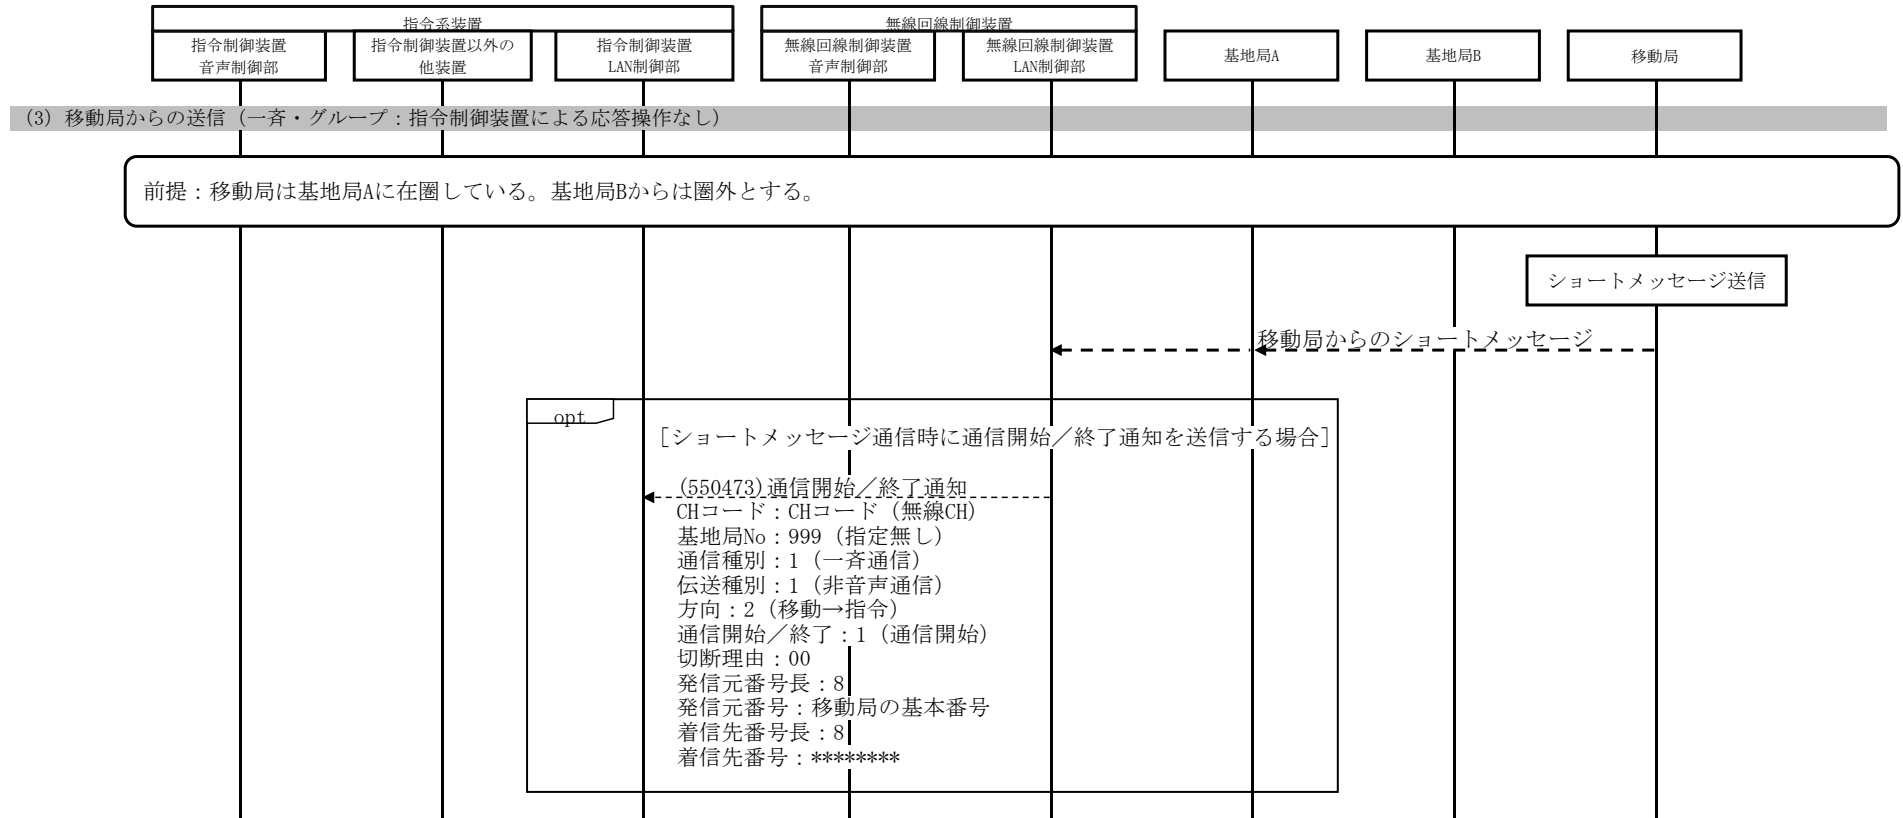 指令系装置
無線回線制御装置
指令制御装置
音声制御部
指令制御装置以外の
他装置
指令制御装置
LAN制御部
無線回線制御装置
音声制御部
無線回線制御装置
LAN制御部
基地局A
基地局B
移動局
(3) 移動局からの送信（一斉・グループ：指令制御装置による応答操作なし）
前提：移動局は基地局Aに在圏している。基地局Bからは圏外とする。
ショートメッセージ送信
移動局からのショートメッセージ
opt
[ショートメッセージ通信時に通信開始／終了通知を送信する場合]
(550473)通信開始／終了通知
CHコード：CHコード（無線CH）
基地局No：999（指定無し）
通信種別：1（一斉通信）
伝送種別：1（非音声通信）
方向：2（移動→指令）
通信開始／終了：1（通信開始）
切断理由：00
発信元番号長：8
発信元番号：移動局の基本番号
着信先番号長：8
着信先番号：********